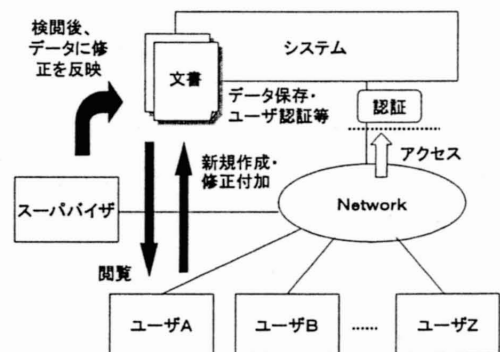 検閲後、
データに修
正を反映
システム
文書
データ保存・
ユーザ認証等
認証
アクセス
新規作成・
修正付加
スーパバイザ
Network
閲覧
ユーザA
ユーザB
......
ユーザZ